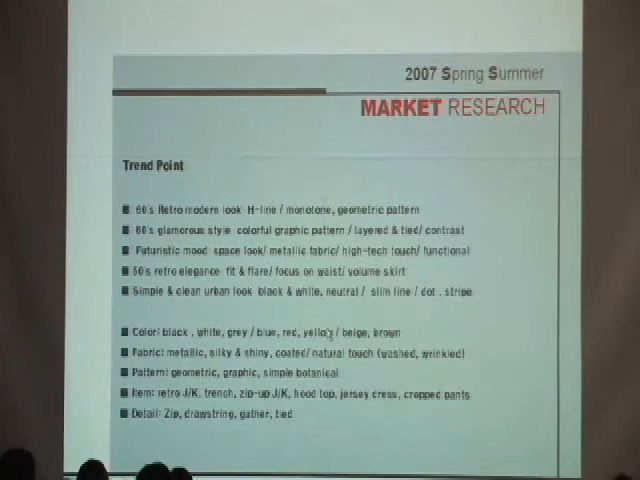 2007 Spring Summer
MARKET RESEARCH
Trend Point
60's Retro modern look H-line / monotone, geometric pattern
80's glamorous style colorful graphic pattern / layered & tied/ contrast
Futuristic mood space look/ metallic fabric/ high-tech touch/ functional
50's retro elegance fit & flare/ focus on waist/ volume skirt
Simple & clean urban look black & white, neutral / slim line / dot . stripe
Color: black , white, grey / blue, red, yellow / beige, brown
Fabric: metallic, silky & shiny, coated/ natural touch (washed, wrinkled)
Pattern: geometric, graphic, simple botanical
Item: retro J/K, trench, zip-up J/K, hood top, jersey dress, cropped pants
Detail: Zip, drawstring, gather, tied